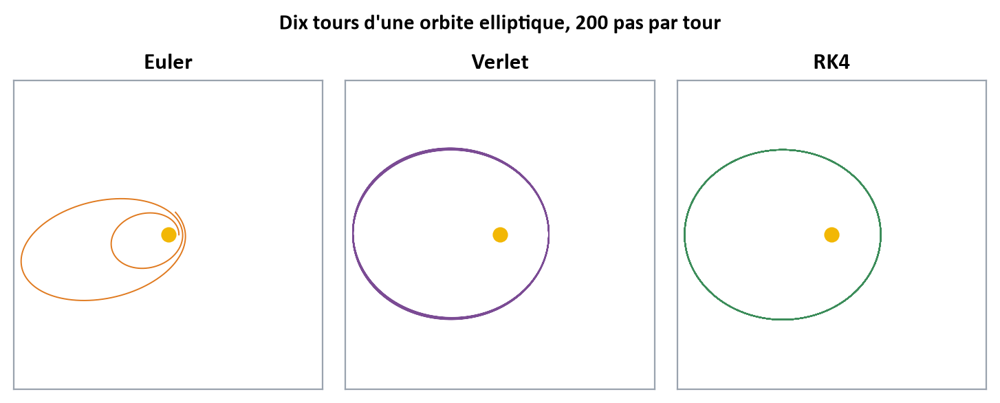 Dix tours d'une orbite elliptique, 200 pas par tour
Euler
Verlet
RK4